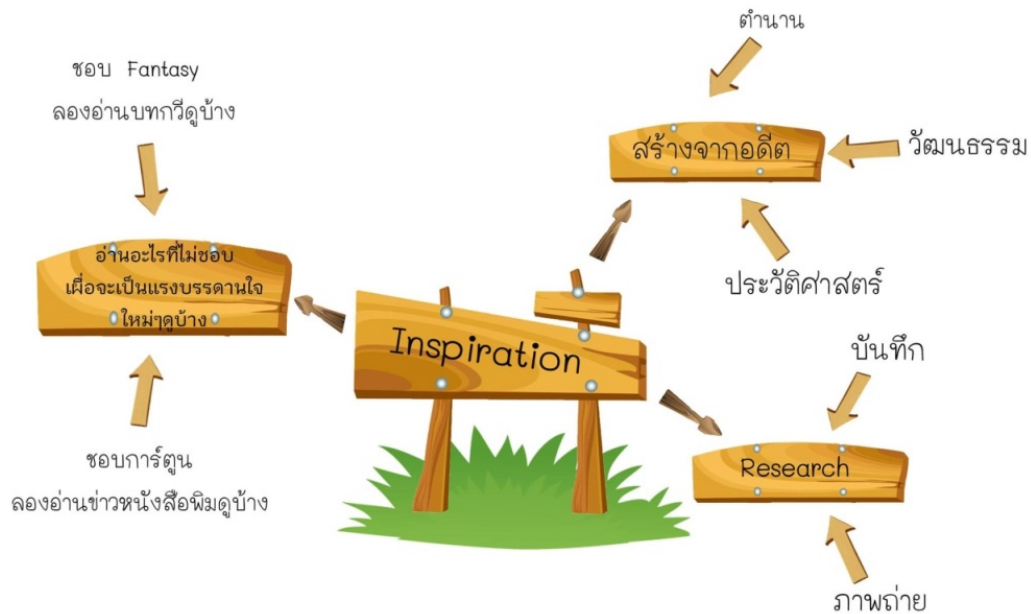 ชอบ Fantasy
ลองอ่านบทกวีดูบ้าง
อ่านอะไรที่ไม่ชอบ
เผื่อจะเป็นแรงบรรดานใจ
ใหม่ๆดูบ้าง
ชอบการ์ตูน
ลองอ่านข่าวหนังสือพิมดูบ้าง
Inspiration
ตำนาน
สร้างจากอดีต
วัฒนธรรม
ประวัติศาสตร์
บันทึก
Research
ภาพถ่าย